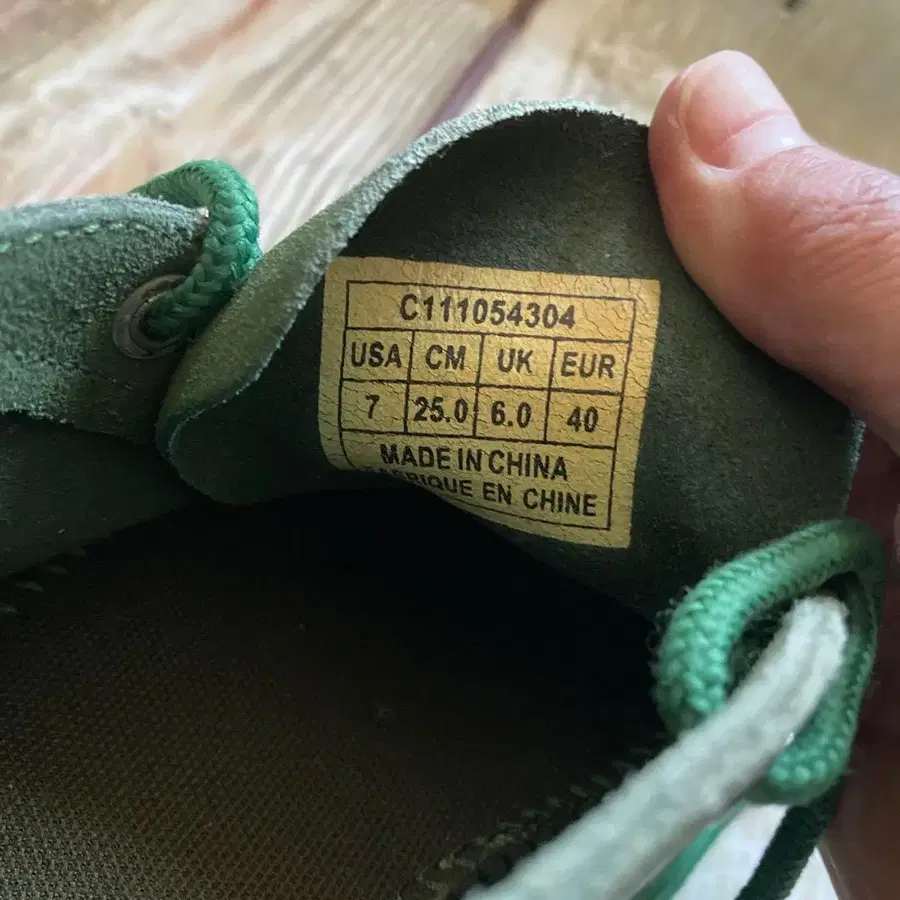 C111054304
USA CM UK EUR
7 25.0 6.0 40
MADE IN CHINA
FABRIQUE EN CHINE